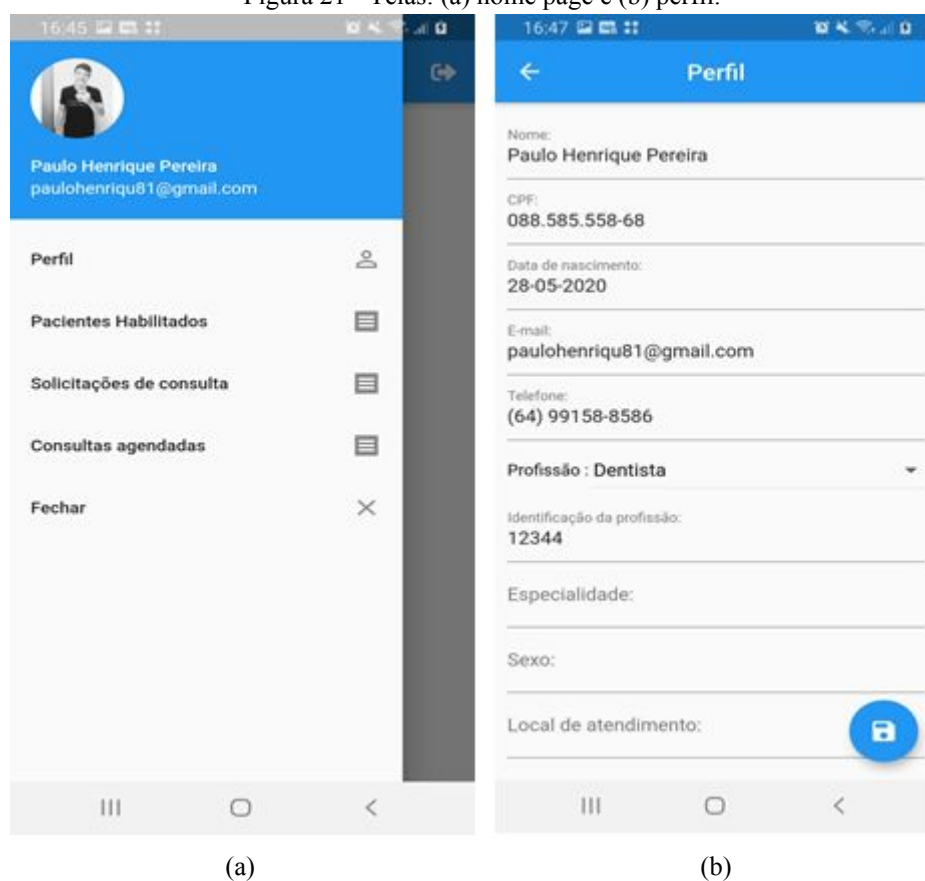 Figura 21 – Telas: (a) home page e (b) perfil.
16:45
Paulo Henrique Pereira
paulohenriqu81@gmail.com
Perfil
Pacientes Habilitados
Solicitações de consulta
Consultas agendadas
Fechar
(a)
16:47
Perfil
Nome:
Paulo Henrique Pereira
CPF:
088.585.558-68
Data de nascimento:
28-05-2020
E-mail:
paulohenriqu81@gmail.com
Telefone:
(64) 99158-8586
Profissão : Dentista
Identificação da profissão:
12344
Especialidade:
Sexo:
Local de atendimento:
(b)